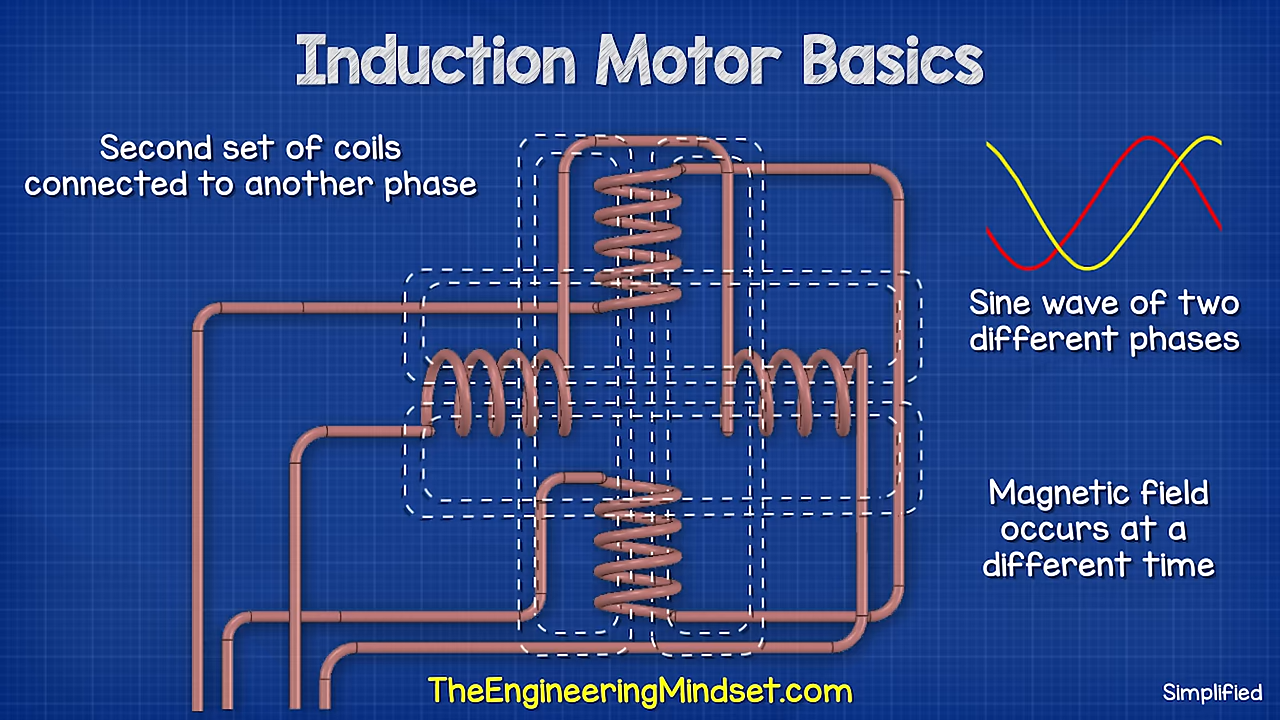 Induction Motor Basics
Second set of coils
connected to another phase
Sine wave of two
different phases
Magnetic field
occurs at a
different time
TheEngineeringMindset.com
Simplified